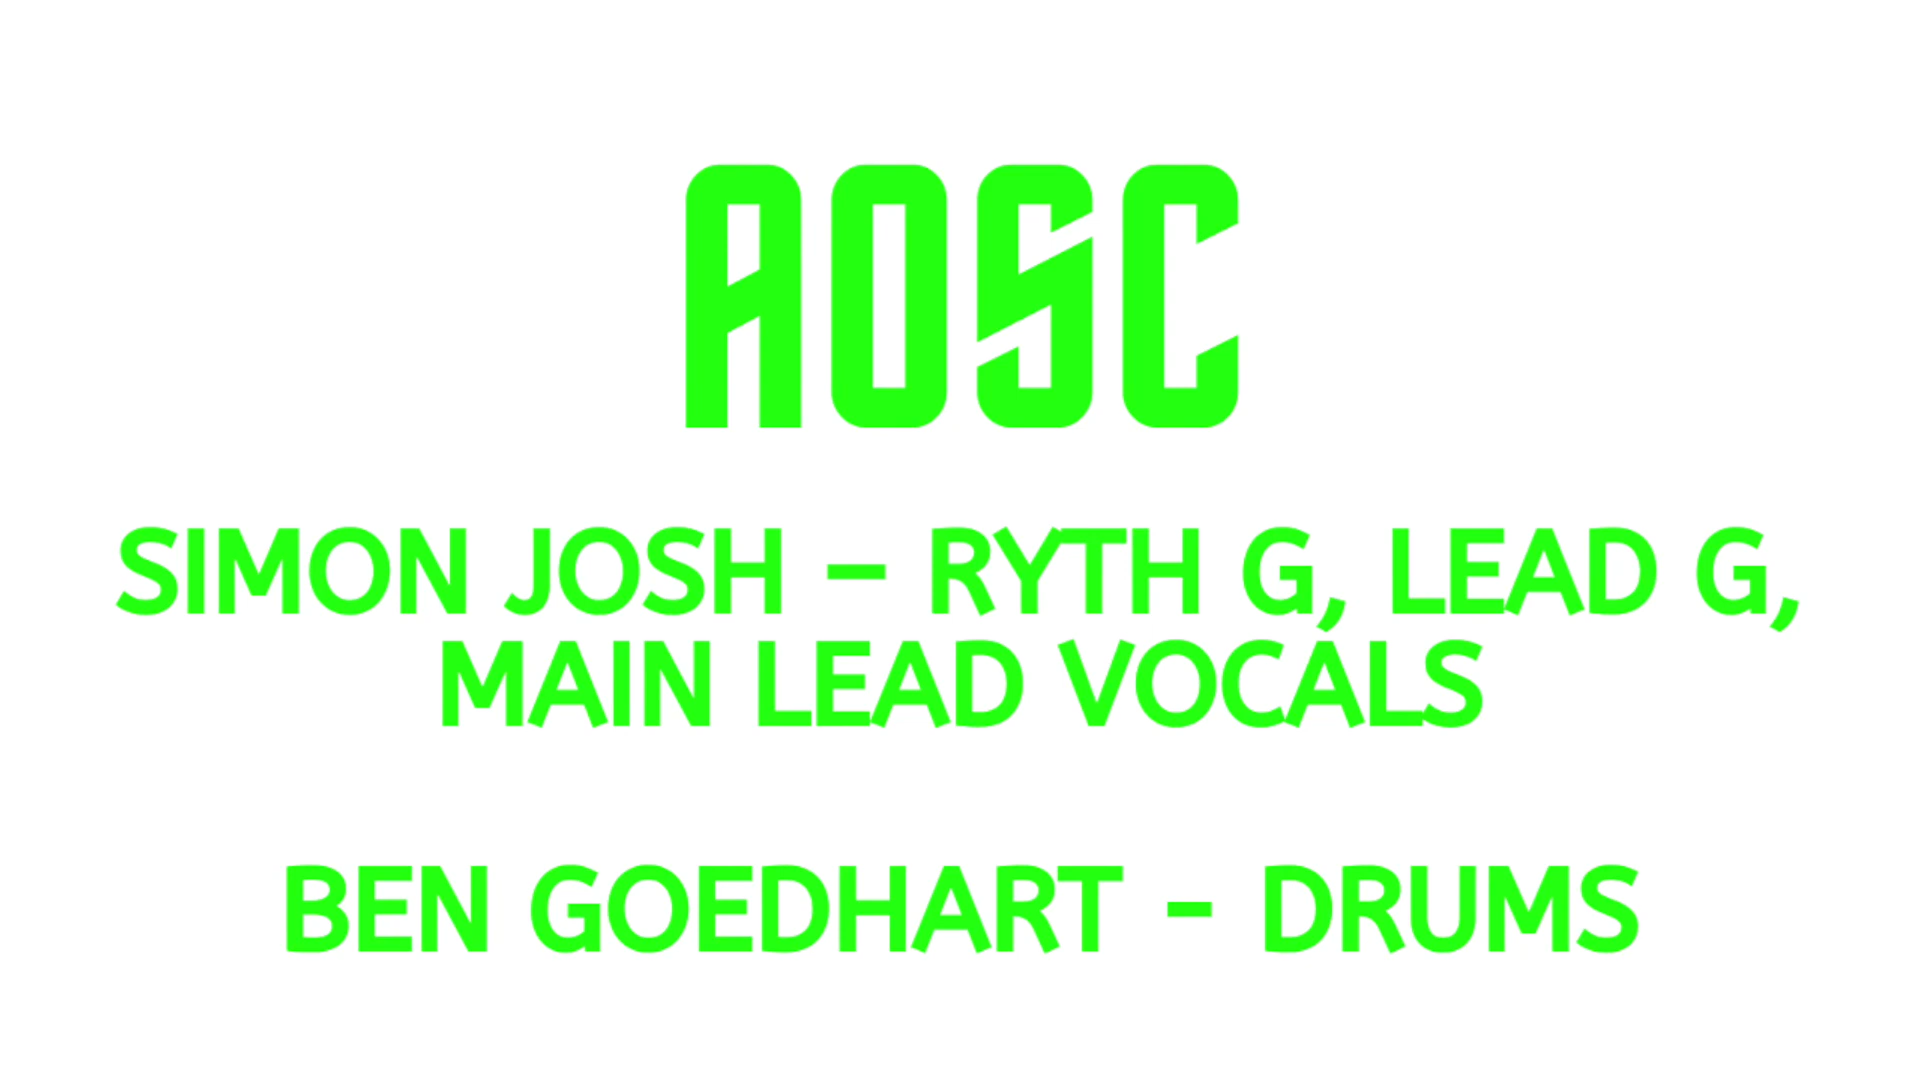 AOSC
SIMON JOSH – RYTH G, LEAD G,
MAIN LEAD VOCALS
BEN GOEDHART - DRUMS